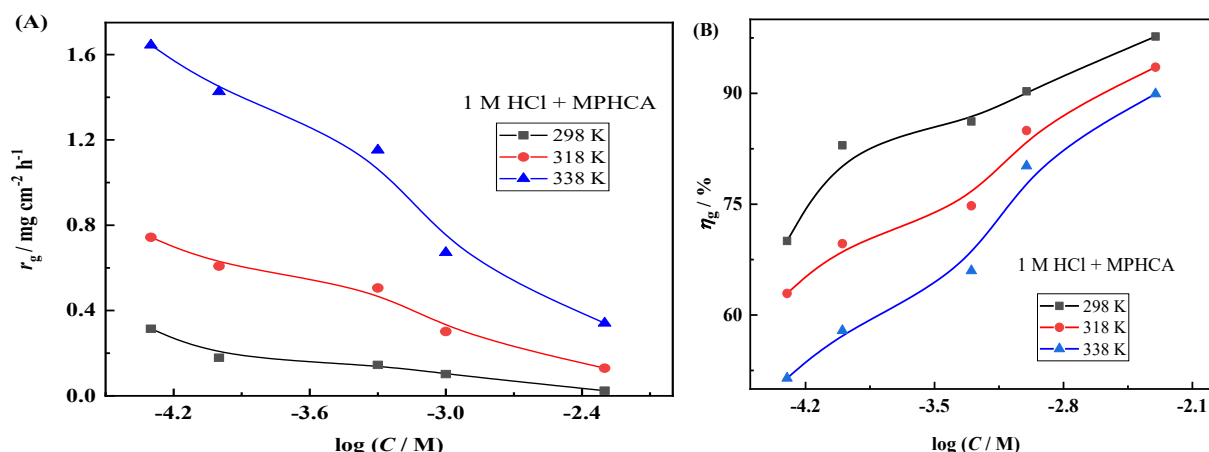 (A)
1.6
1.2
0.8
0.4
0.0
r_g / mg cm⁻² h⁻¹
1 M HCl + MPHCA
298 K
318 K
338 K
-4.2 -3.6 -3.0 -2.4
log (C / M)
(B)
90
75
60
η_g / %
1 M HCl + MPHCA
298 K
318 K
338 K
-4.2 -3.5 -2.8 -2.1
log (C / M)